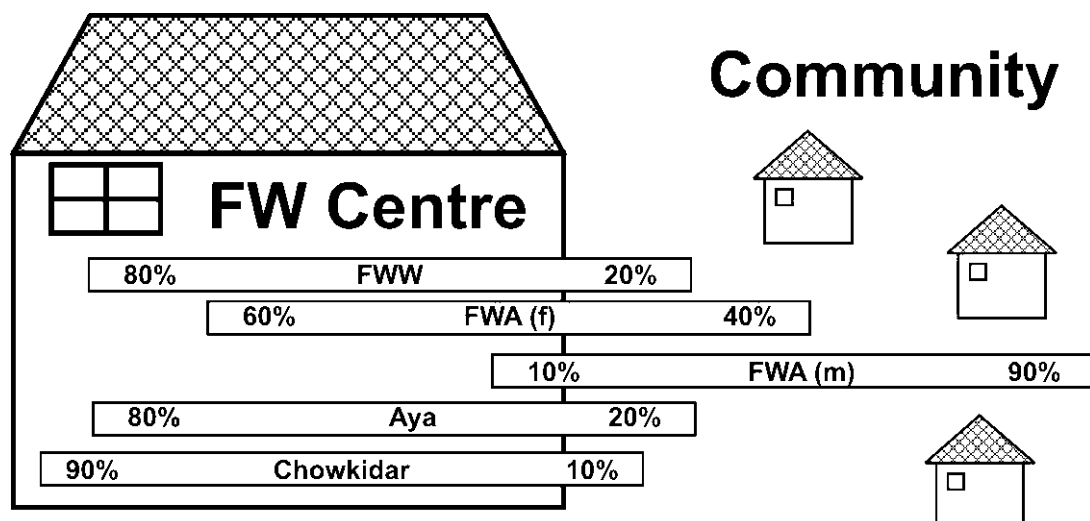 Community
FW Centre
80% FWW 20%
60% FWA (f) 40%
10% FWA (m) 90%
80% Aya 20%
90% Chowkidar 10%